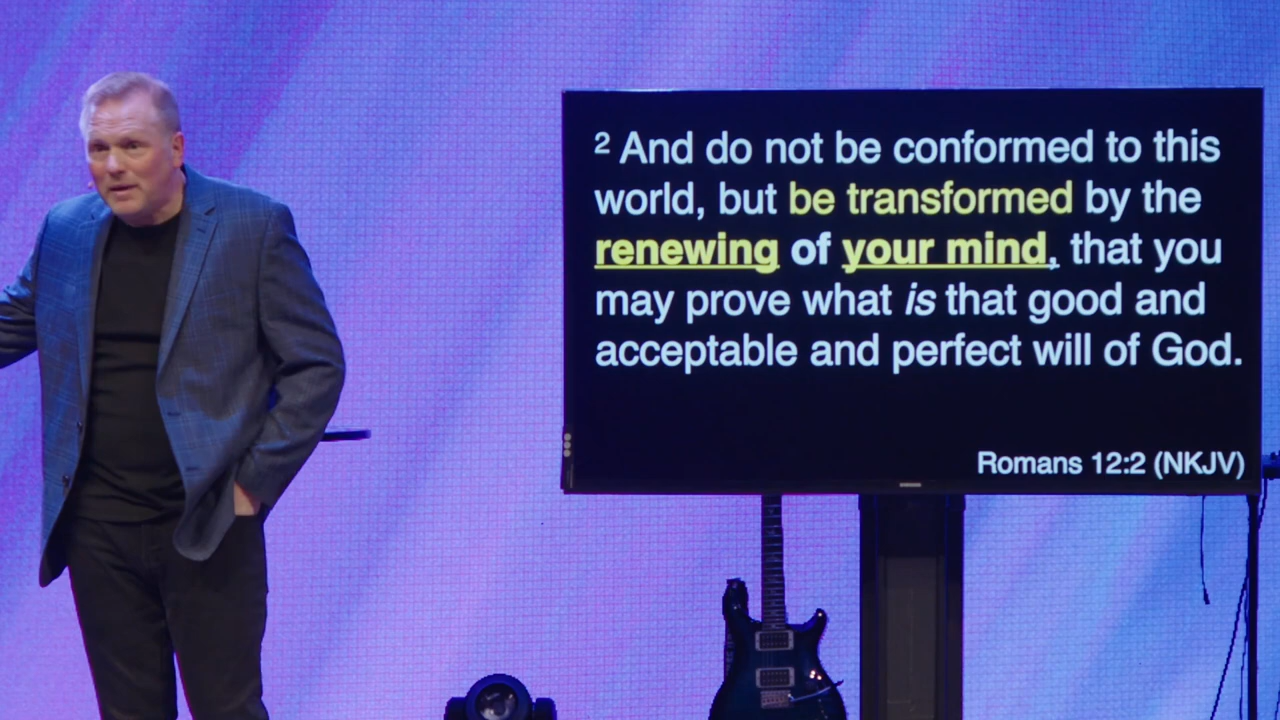 2 And do not be conformed to this
world, but be transformed by the
renewing of your mind, that you
may prove what is that good and
acceptable and perfect will of God.
Romans 12:2 (NKJV)